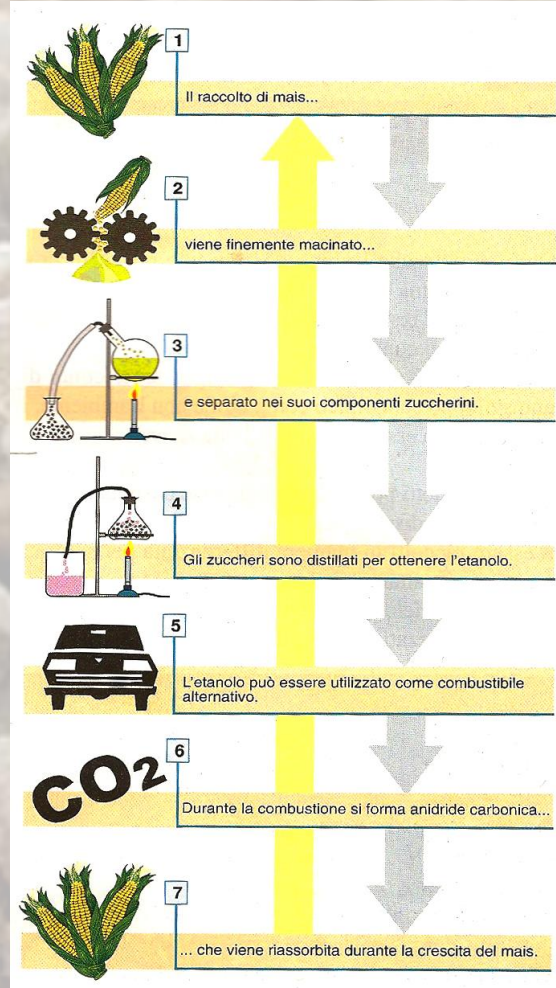 1
Il raccolto di mais...
2
viene finemente macinato...
3
e separato nei suoi componenti zuccherini.
4
Gli zuccheri sono distillati per ottenere l'etanolo.
5
L'etanolo può essere utilizzato come combustibile
alternativo.
6
CO2
Durante la combustione si forma anidride carbonica...
7
... che viene riassorbita durante la crescita del mais.